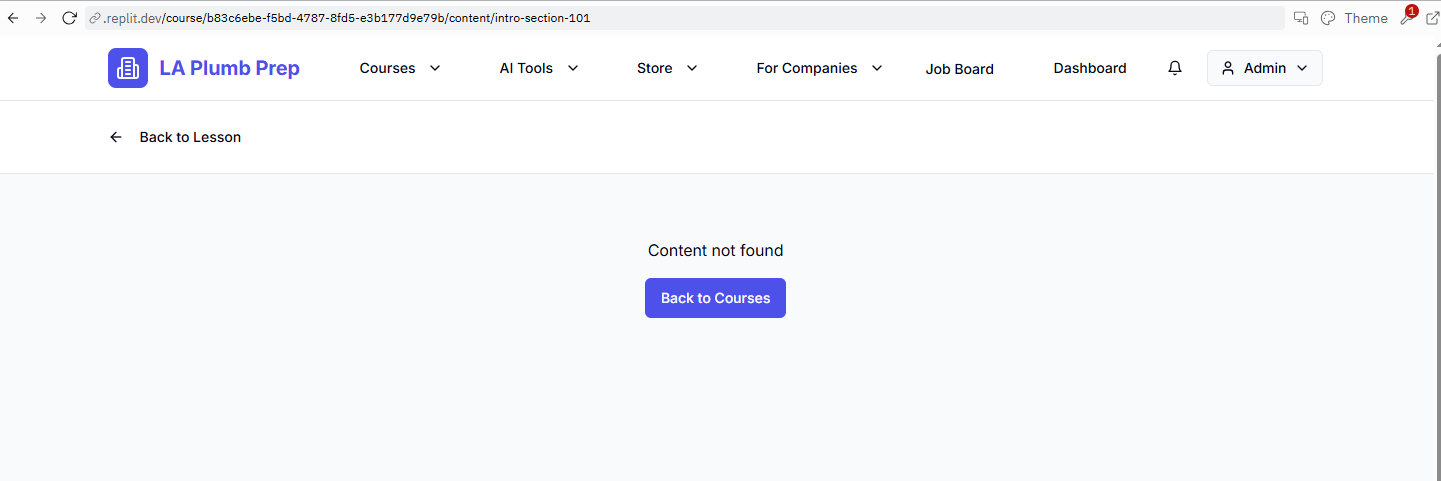 .replit.dev/course/b83c6ebe-f5bd-4787-8fd5-e3b177d9e79b/content/intro-section-101 Theme 1
LA Plumb Prep Courses AI Tools Store For Companies Job Board Dashboard Admin
Back to Lesson
Content not found
Back to Courses